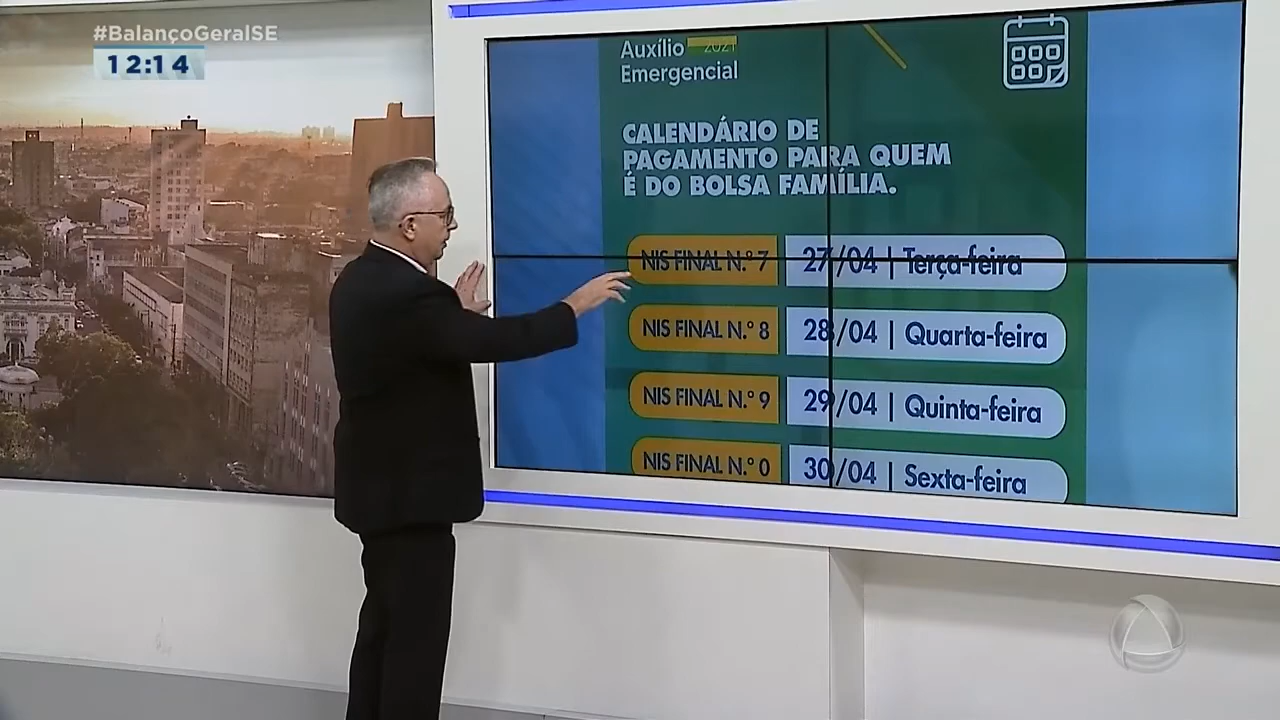 #BalançoGeralSE
12:14
Auxílio 2021
Emergencial
CALENDÁRIO DE
PAGAMENTO PARA QUEM
É DO BOLSA FAMÍLIA.
NIS FINAL N.º 7 27/04 | Terça-feira
NIS FINAL N.º 8 28/04 | Quarta-feira
NIS FINAL N.º 9 29/04 | Quinta-feira
NIS FINAL N.º 0 30/04 | Sexta-feira